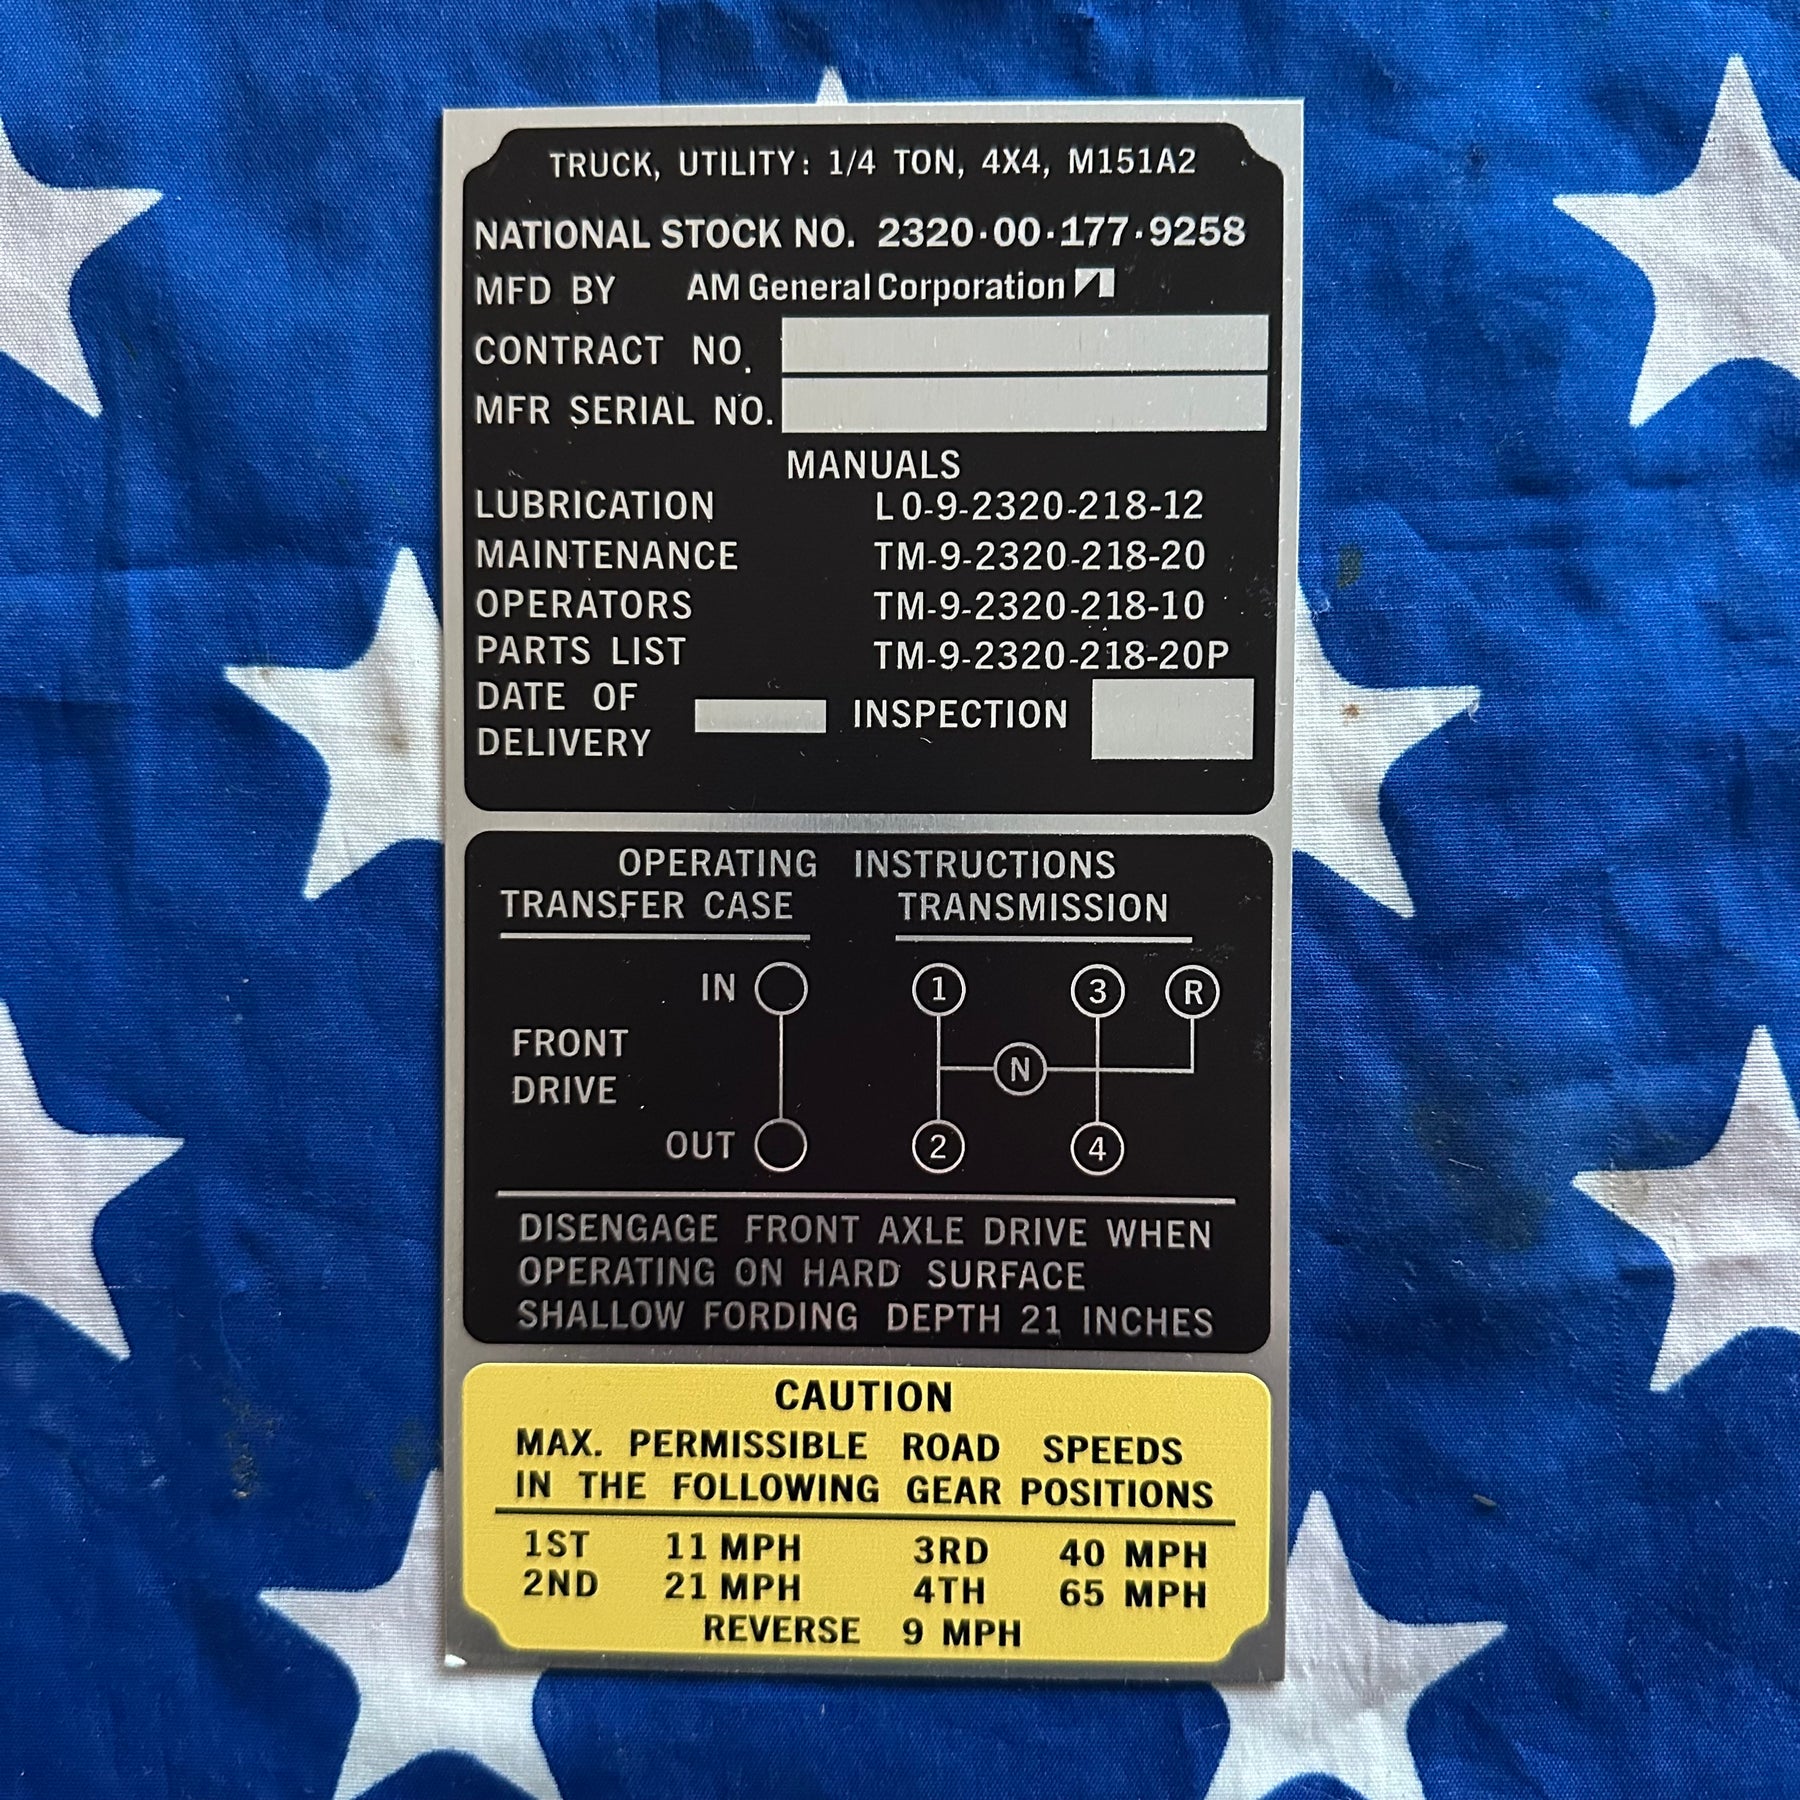 TRUCK, UTILITY: 1/4 TON, 4X4, M151A2
NATIONAL STOCK NO. 2320·00·177·9258
MFD BY AM General Corporation
CONTRACT NO.
MFR SERIAL NO.
MANUALS
LUBRICATION LO-9-2320-218-12
MAINTENANCE TM-9-2320-218-20
OPERATORS TM-9-2320-218-10
PARTS LIST TM-9-2320-218-20P
DATE OF
DELIVERY INSPECTION
OPERATING INSTRUCTIONS
TRANSFER CASE TRANSMISSION
IN 1 3 R
FRONT
DRIVE N
OUT 2 4
DISENGAGE FRONT AXLE DRIVE WHEN
OPERATING ON HARD SURFACE
SHALLOW FORDING DEPTH 21 INCHES
CAUTION
MAX. PERMISSIBLE ROAD SPEEDS
IN THE FOLLOWING GEAR POSITIONS
1ST 11 MPH 3RD 40 MPH
2ND 21 MPH 4TH 65 MPH
REVERSE 9 MPH